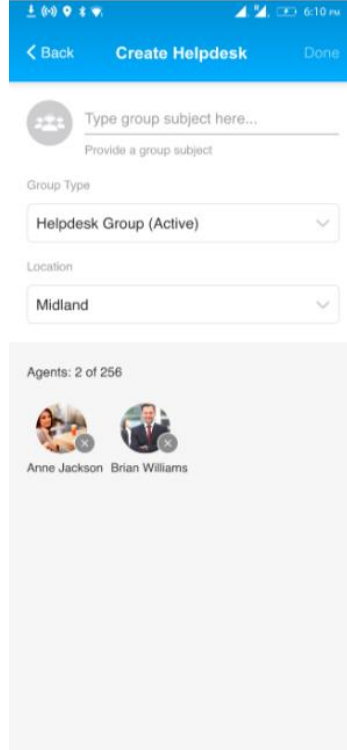 6:10 PM
Back Create Helpdesk Done
Type group subject here...
Provide a group subject
Group Type
Helpdesk Group (Active)
Location
Midland
Agents: 2 of 256
Anne Jackson Brian Williams